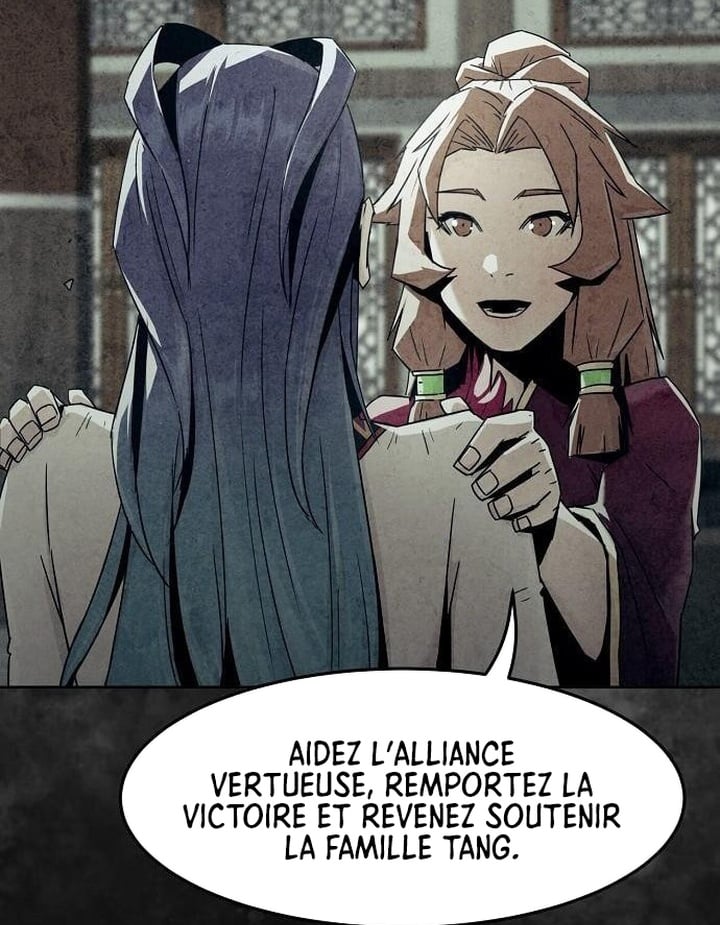 AIDEZ L'ALLIANCE
VERTUEUSE, REMPORTEZ LA
VICTOIRE ET REVENEZ SOUTENIR
LA FAMILLE TANG.